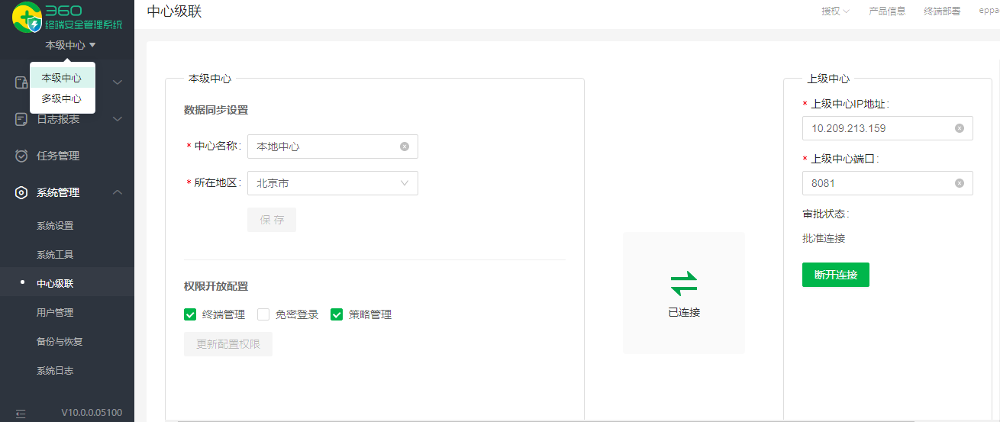 360
终端安全管理系统
本级中心
本级中心
多级中心
日志报表
任务管理
系统管理
系统设置
系统工具
中心级联
用户管理
备份与恢复
系统日志
V10.0.0.05100
中心级联
授权 产品信息 终端部署 eppa
本级中心
数据同步设置
* 中心名称: 本地中心
* 所在地区: 北京市
保 存
权限开放配置
终端管理 免密登录 策略管理
更新配置权限
已连接
上级中心
* 上级中心IP地址:
10.209.213.159
* 上级中心端口:
8081
审批状态:
批准连接
断开连接